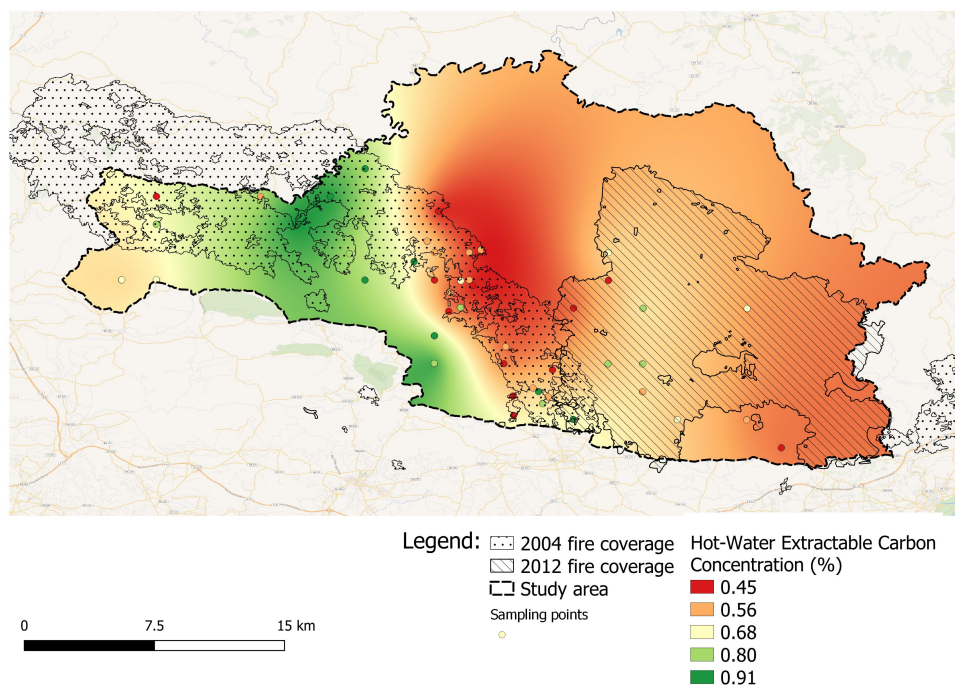 Legend:
2004 fire coverage
2012 fire coverage
Study area
Sampling points
Hot-Water Extractable Carbon
Concentration (%)
0.45
0.56
0.68
0.80
0.91
0 7.5 15 km